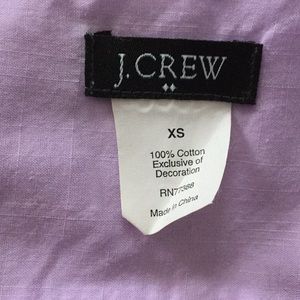 J.CREW
XS
100% Cotton
Exclusive of
Decoration
RN77388
Made in China